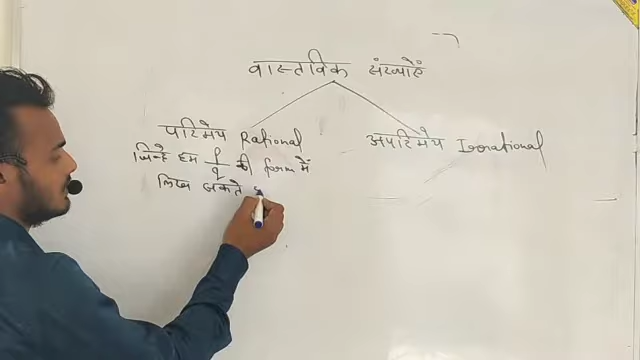 वास्तविक संख्याएँ
परिमेय Rational
अपरिमेय Irrational
जिन्हे हम p/q की form में
लिख सकते